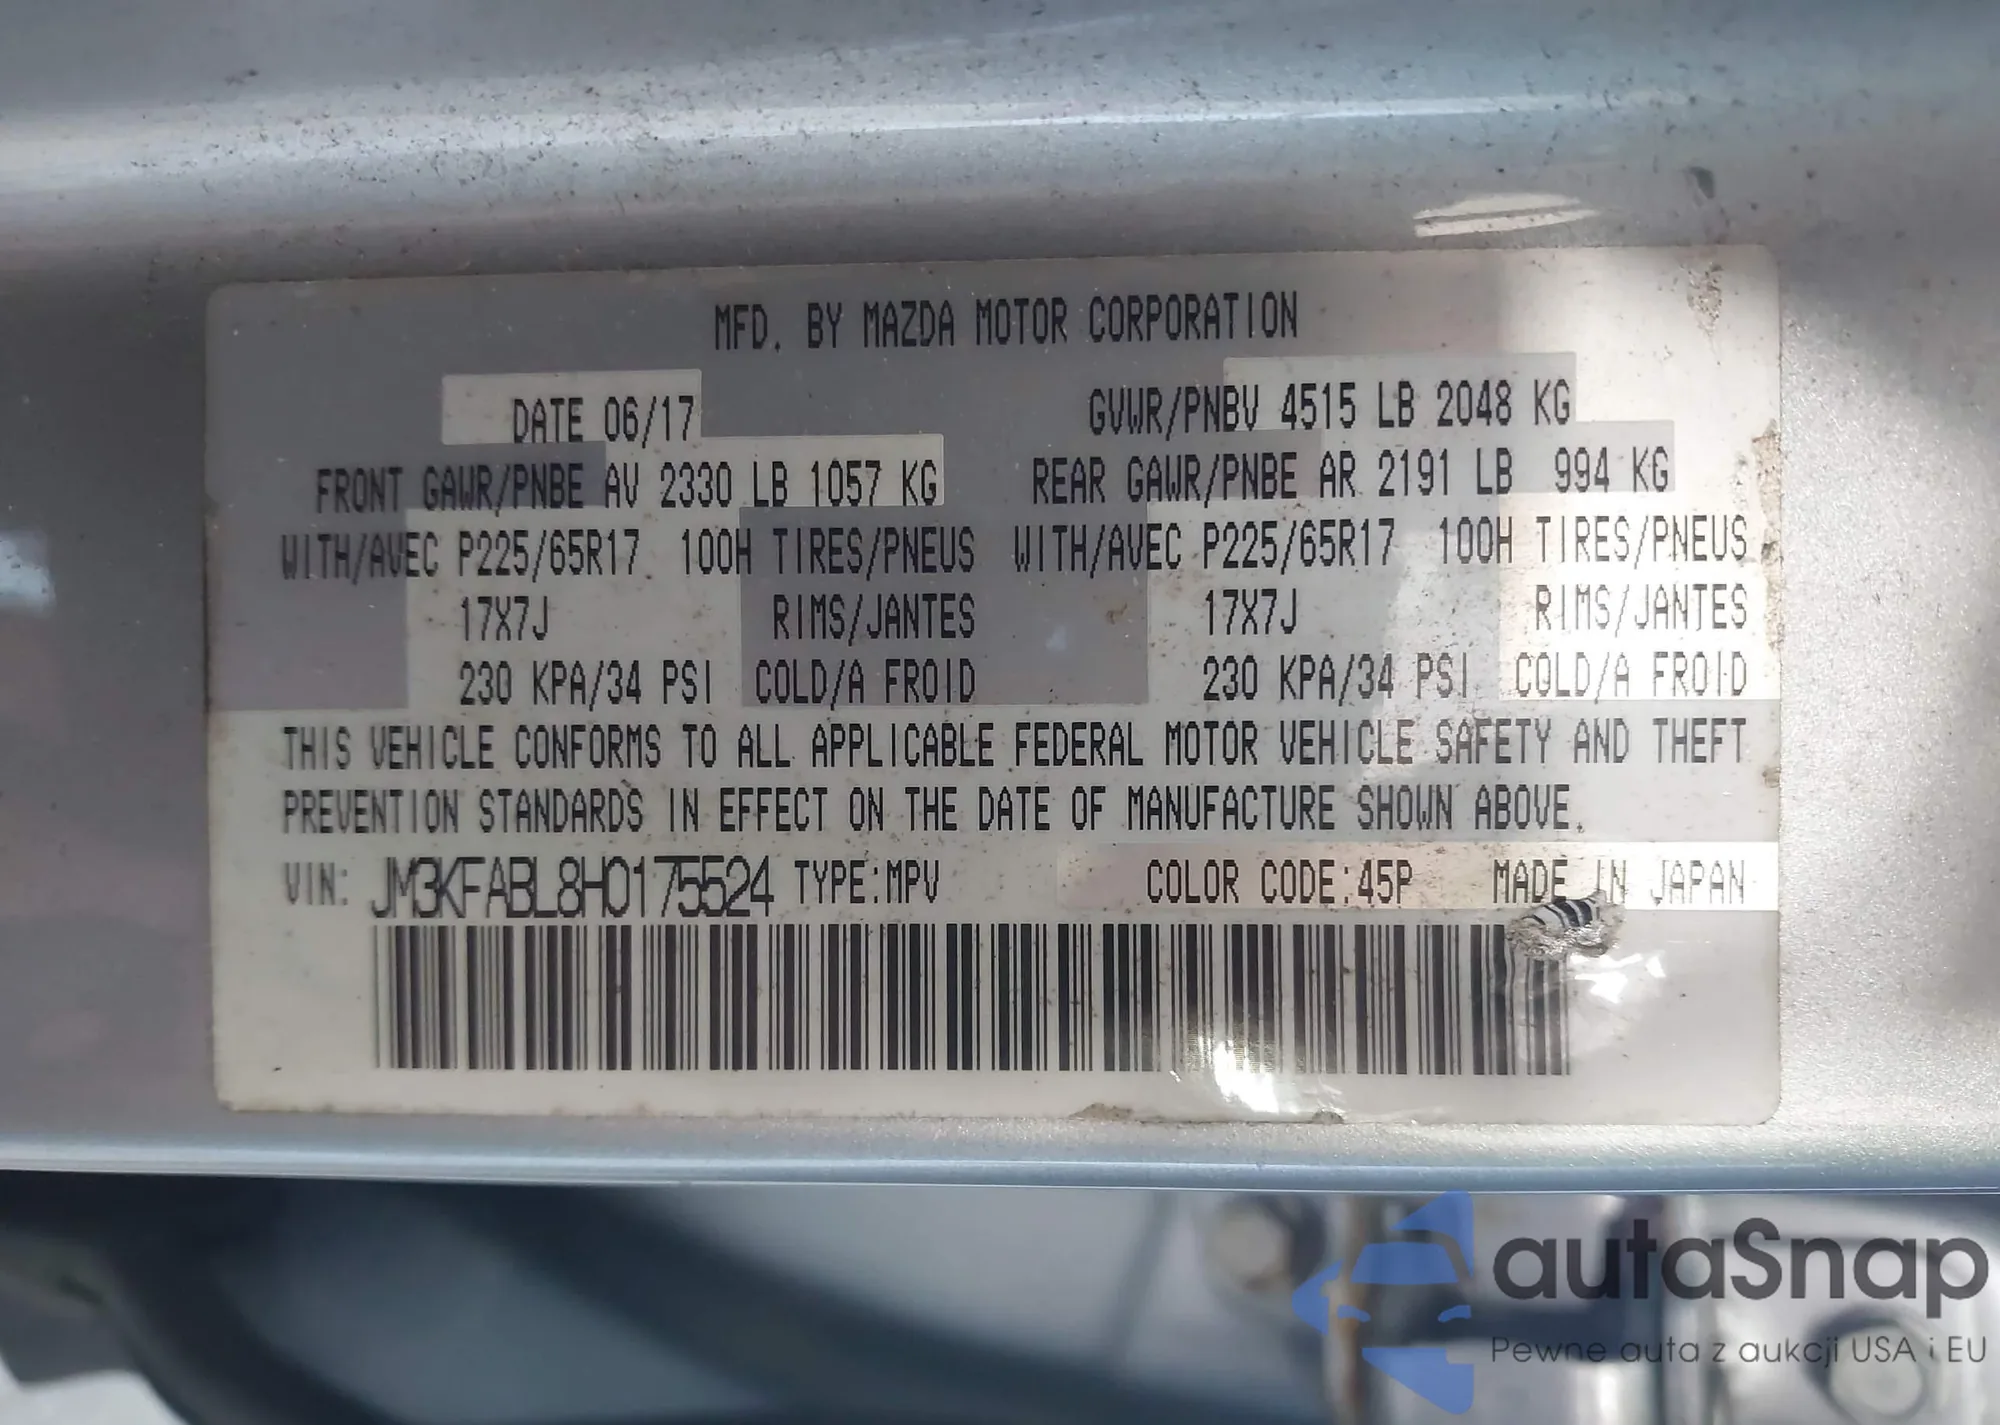 MFD. BY MAZDA MOTOR CORPORATION
DATE 06/17 GVWR/PNBV 4515 LB 2048 KG
FRONT GAWR/PNBE AV 2330 LB 1057 KG REAR GAWR/PNBE AR 2191 LB 994 KG
WITH/AVEC P225/65R17 100H TIRES/PNEUS WITH/AVEC P225/65R17 100H TIRES/PNEUS
17X7J RIMS/JANTES 17X7J RIMS/JANTES
230 KPA/34 PSI COLD/A FROID 230 KPA/34 PSI COLD/A FROID
THIS VEHICLE CONFORMS TO ALL APPLICABLE FEDERAL MOTOR VEHICLE SAFETY AND THEFT
PREVENTION STANDARDS IN EFFECT ON THE DATE OF MANUFACTURE SHOWN ABOVE.
VIN: JM3KFABL8H0175524 TYPE:MPV COLOR CODE:45P MADE IN JAPAN
autaSnap
Pewne auta z aukcji USA i EU